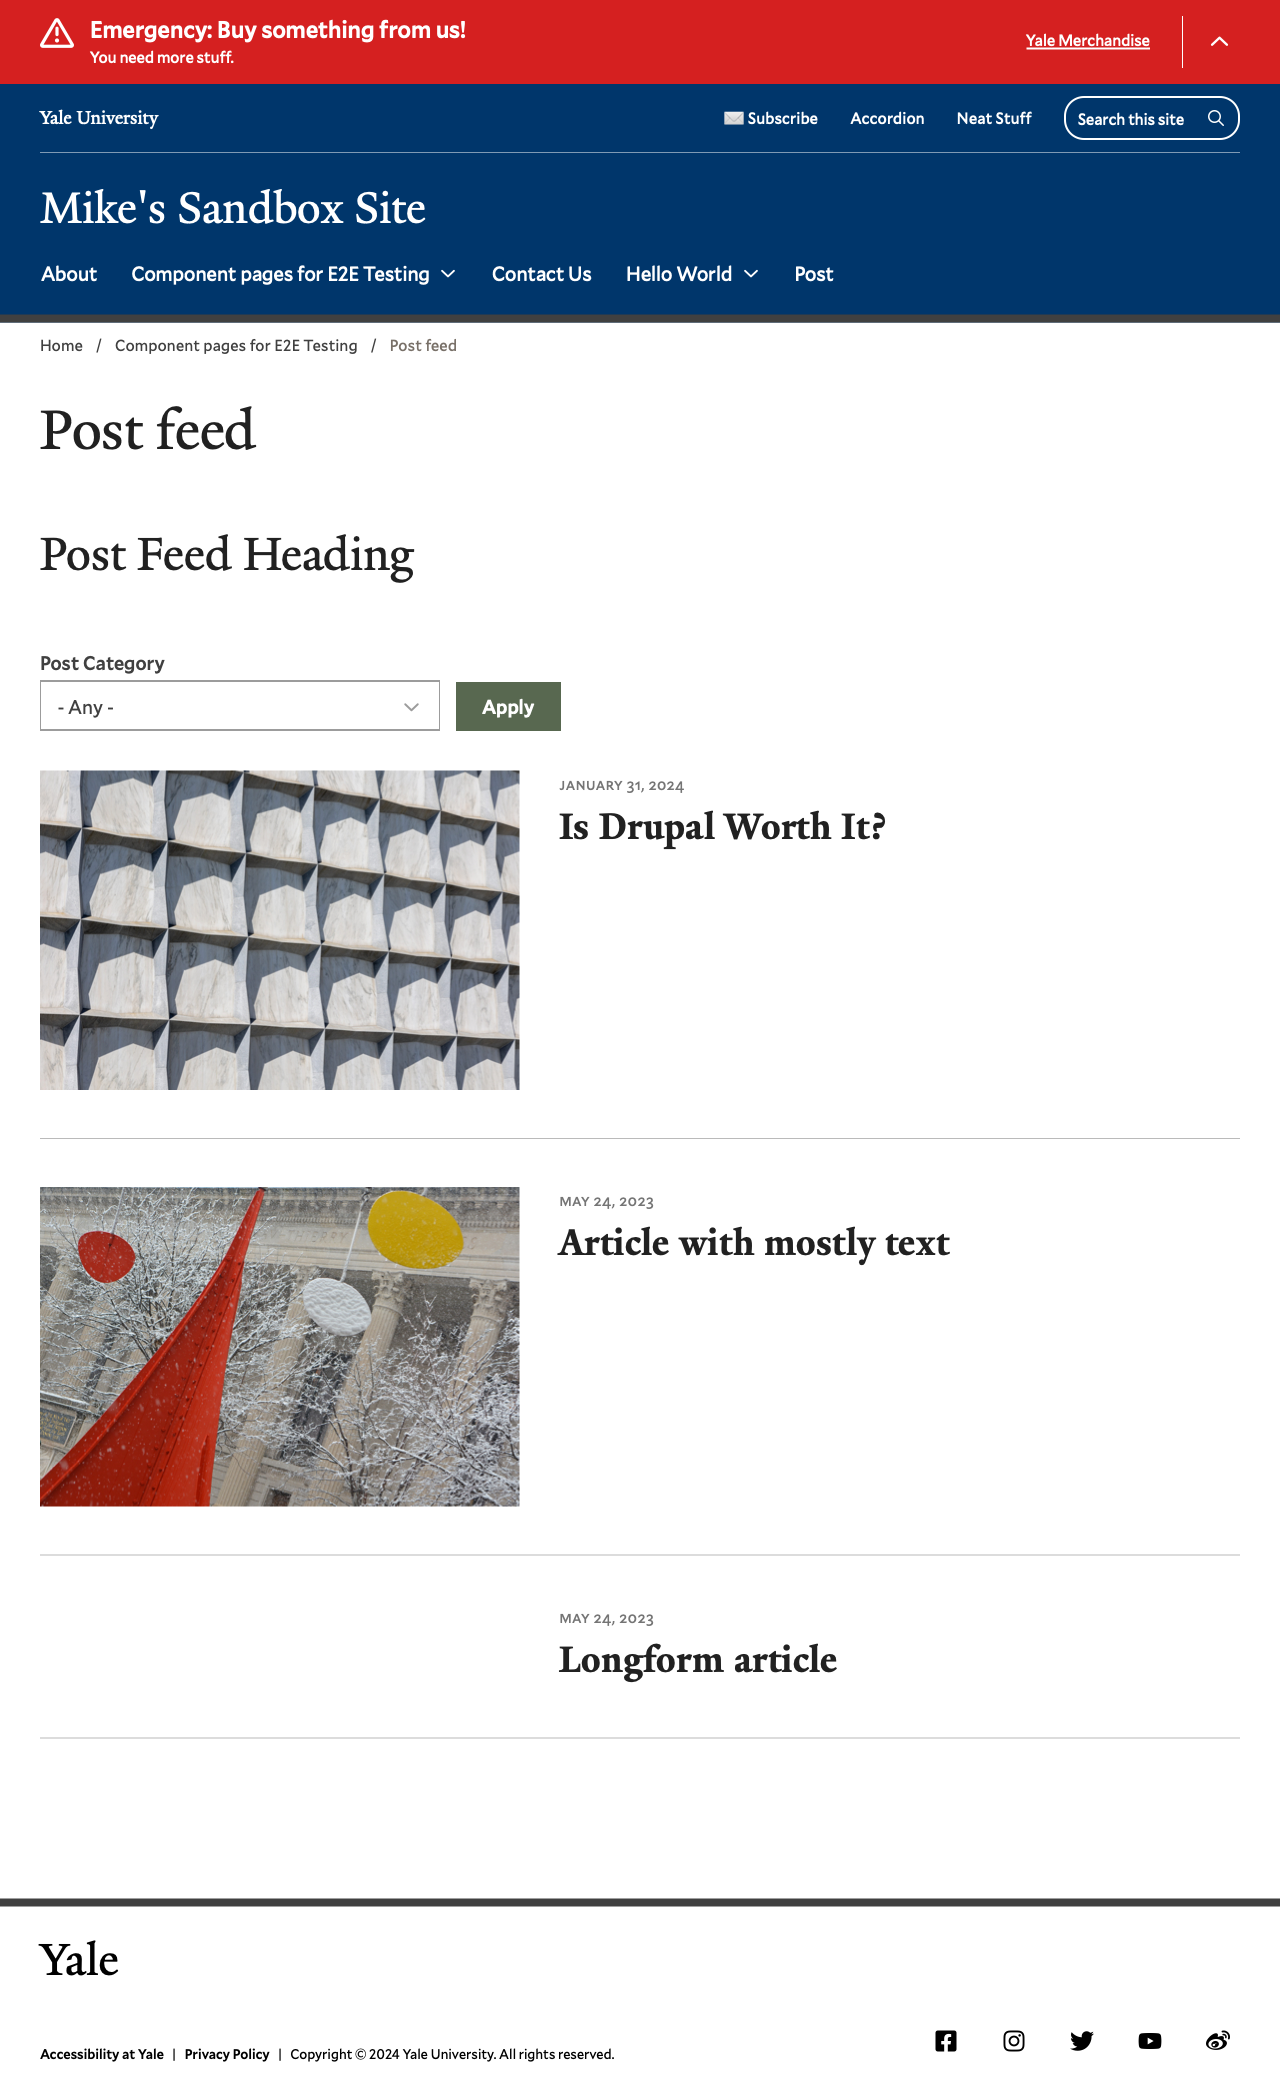 Emergency: Buy something from us!
You need more stuff.
Yale Merchandise
Yale University
Subscribe
Accordion
Neat Stuff
Search this site
Mike's Sandbox Site
About
Component pages for E2E Testing
Contact Us
Hello World
Post
Home / Component pages for E2E Testing / Post feed
Post feed
Post Feed Heading
Post Category
- Any -
Apply
JANUARY 31, 2024
Is Drupal Worth It?
MAY 24, 2023
Article with mostly text
MAY 24, 2023
Longform article
Yale
Accessibility at Yale | Privacy Policy | Copyright © 2024 Yale University. All rights reserved.